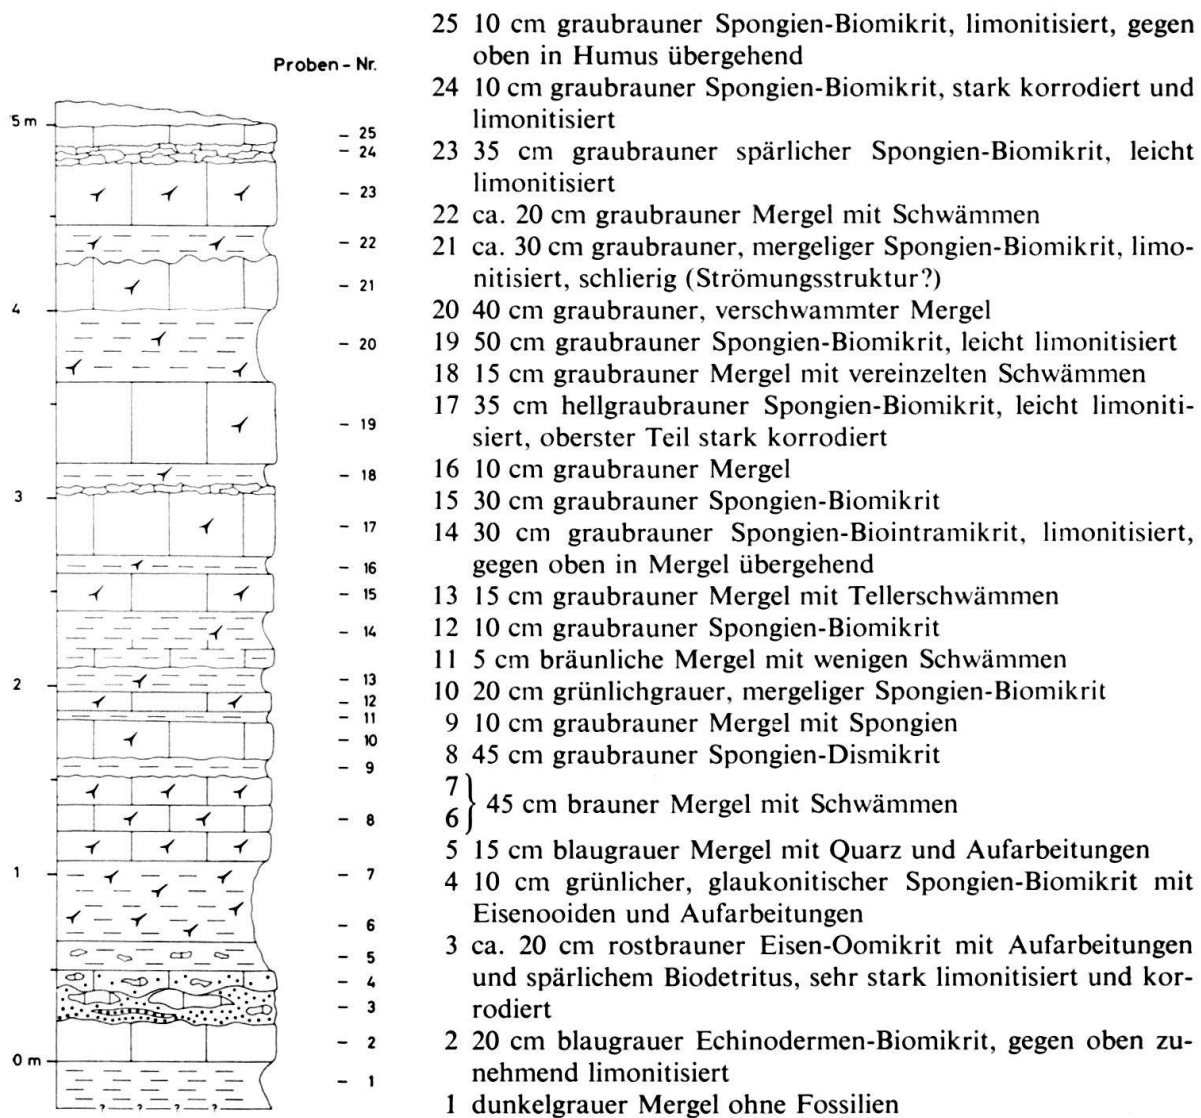 Proben - Nr.
5 m
4
3
2
1
0 m
- 25
- 24
- 23
- 22
- 21
- 20
- 19
- 18
- 17
- 16
- 15
- 14
- 13
- 12
- 11
- 10
- 9
- 8
- 7
- 6
- 5
- 4
- 3
- 2
- 1
? ? ? ?
25 10 cm graubrauner Spongien-Biomikrit, limonitisiert, gegen
oben in Humus übergehend
24 10 cm graubrauner Spongien-Biomikrit, stark korrodiert und
limonitisiert
23 35 cm graubrauner spärlicher Spongien-Biomikrit, leicht
limonitisiert
22 ca. 20 cm graubrauner Mergel mit Schwämmen
21 ca. 30 cm graubrauner, mergeliger Spongien-Biomikrit, limo-
nitisiert, schlierig (Strömungsstruktur?)
20 40 cm graubrauner, verschwammter Mergel
19 50 cm graubrauner Spongien-Biomikrit, leicht limonitisiert
18 15 cm graubrauner Mergel mit vereinzelten Schwämmen
17 35 cm hellgraubrauner Spongien-Biomikrit, leicht limoniti-
siert, oberster Teil stark korrodiert
16 10 cm graubrauner Mergel
15 30 cm graubrauner Spongien-Biomikrit
14 30 cm graubrauner Spongien-Biointramikrit, limonitisiert,
gegen oben in Mergel übergehend
13 15 cm graubrauner Mergel mit Tellerschwämmen
12 10 cm graubrauner Spongien-Biomikrit
11 5 cm bräunliche Mergel mit wenigen Schwämmen
10 20 cm grünlichgrauer, mergeliger Spongien-Biomikrit
9 10 cm graubrauner Mergel mit Spongien
8 45 cm graubrauner Spongien-Dismikrit
7
6} 45 cm brauner Mergel mit Schwämmen
5 15 cm blaugrauer Mergel mit Quarz und Aufarbeitungen
4 10 cm grünlicher, glaukonitischer Spongien-Biomikrit mit
Eisenooiden und Aufarbeitungen
3 ca. 20 cm rostbrauner Eisen-Oomikrit mit Aufarbeitungen
und spärlichem Biodetritus, sehr stark limonitisiert und kor-
rodiert
2 20 cm blaugrauer Echinodermen-Biomikrit, gegen oben zu-
nehmend limonitisiert
1 dunkelgrauer Mergel ohne Fossilien